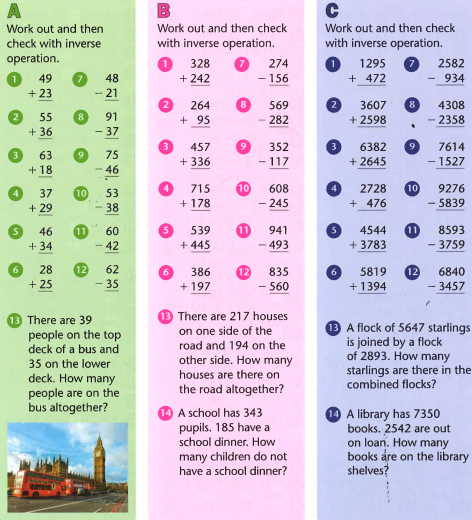 A
Work out and then
check with inverse
operation.
1 49
+ 23
2 55
+ 36
3 63
+ 18
4 37
+ 29
5 46
+ 34
6 28
+ 25
7 48
− 21
8 91
− 37
9 75
− 46
10 53
− 38
11 60
− 42
12 62
− 35
13 There are 39
people on the top
deck of a bus and
35 on the lower
deck. How many
people are on the
bus altogether?
B
Work out and then check
with inverse operation.
1 328
+ 242
2 264
+ 95
3 457
+ 336
4 715
+ 178
5 539
+ 445
6 386
+ 197
7 274
− 156
8 569
− 282
9 352
− 117
10 608
− 245
11 941
− 493
12 835
− 560
13 There are 217 houses
on one side of the
road and 194 on the
other side. How many
houses are there on
the road altogether?
14 A school has 343
pupils. 185 have a
school dinner. How
many children do not
have a school dinner?
C
Work out and then check
with inverse operation.
1 1295
+ 472
2 3607
+ 2598
3 6382
+ 2645
4 2728
+ 476
5 4544
+ 3783
6 5819
+ 1394
7 2582
− 934
8 4308
− 2358
9 7614
− 1527
10 9276
− 5839
11 8593
− 3759
12 6840
− 3457
13 A flock of 5647 starlings
is joined by a flock
of 2893. How many
starlings are there in the
combined flocks?
14 A library has 7350
books. 2542 are out
on loan. How many
books are on the library
shelves?